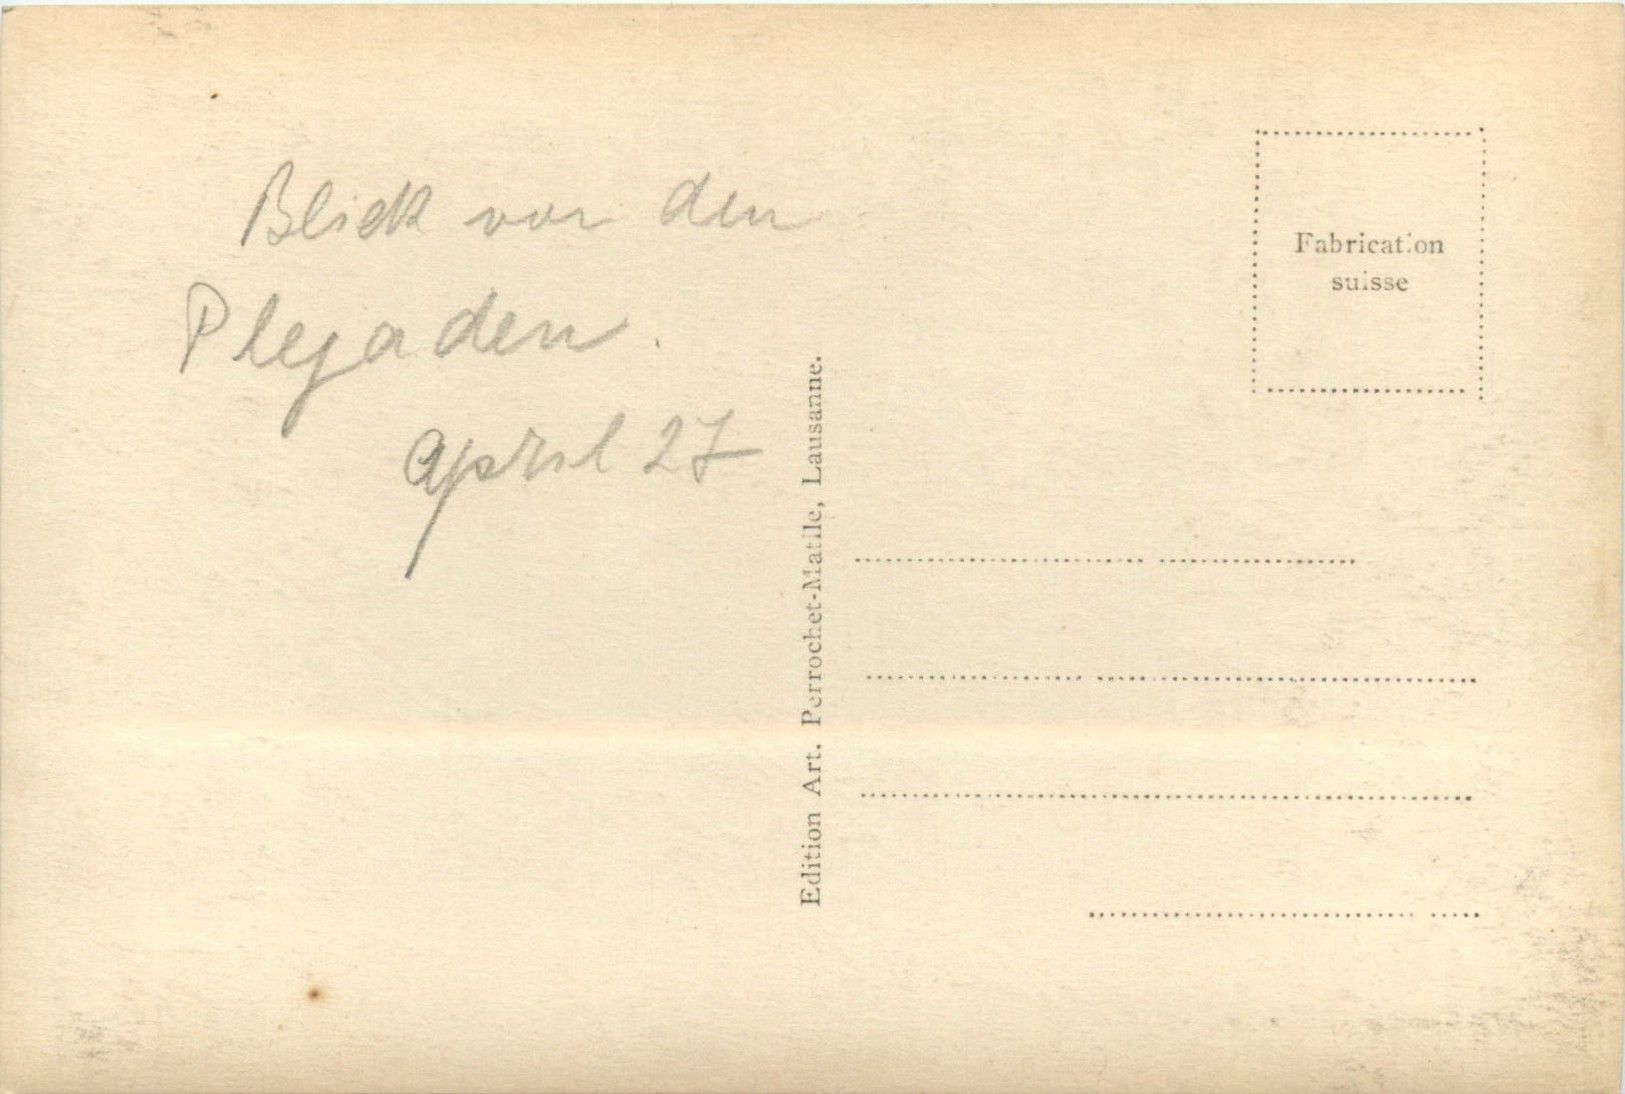 Blick von den
Plejaden.
April 27
Edition Art. Perrochet-Matile, Lausanne.
Fabrication
suisse